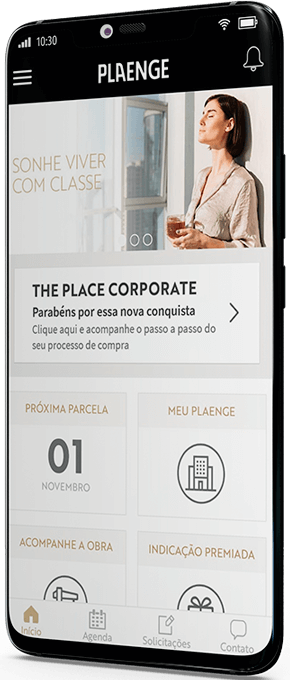 10:30
PLAENGE
SONHE VIVER
COM CLASSE
THE PLACE CORPORATE
Parabéns por essa nova conquista
Clique aqui e acompanhe o passo a passo do
seu processo de compra
PRÓXIMA PARCELA
01
NOVEMBRO
MEU PLAENGE
ACOMPANHE A OBRA
INDICAÇÃO PREMIADA
Início
Agenda
Solicitações
Contato